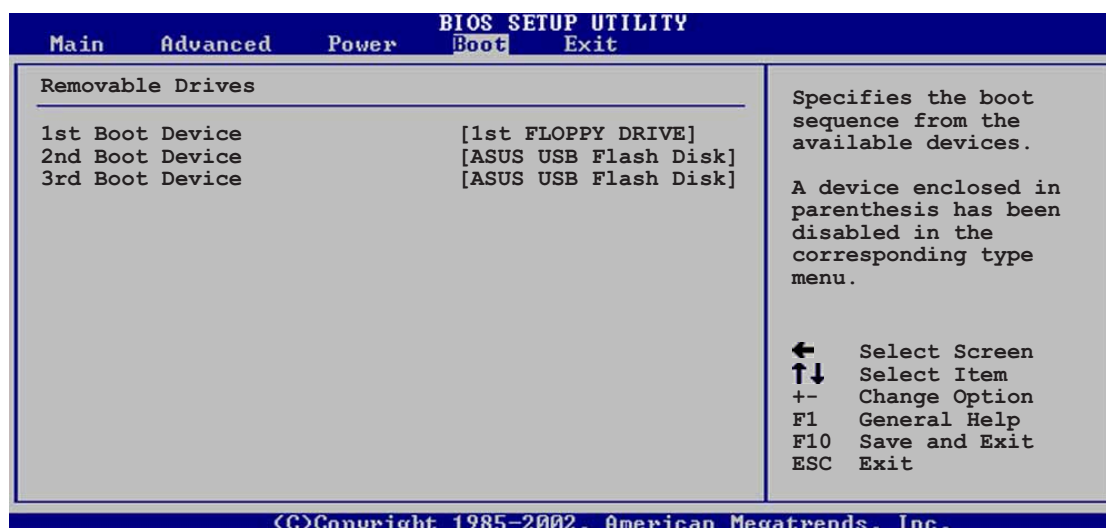 BIOS SETUP UTILITY
Main Advanced Power Boot Exit
Removable Drives
1st Boot Device [1st FLOPPY DRIVE]
2nd Boot Device [ASUS USB Flash Disk]
3rd Boot Device [ASUS USB Flash Disk]
Specifies the boot
sequence from the
available devices.
A device enclosed in
parenthesis has been
disabled in the
corresponding type
menu.
← Select Screen
↑↓ Select Item
+- Change Option
F1 General Help
F10 Save and Exit
ESC Exit
(C)Copyright 1985-2002, American Megatrends, Inc.